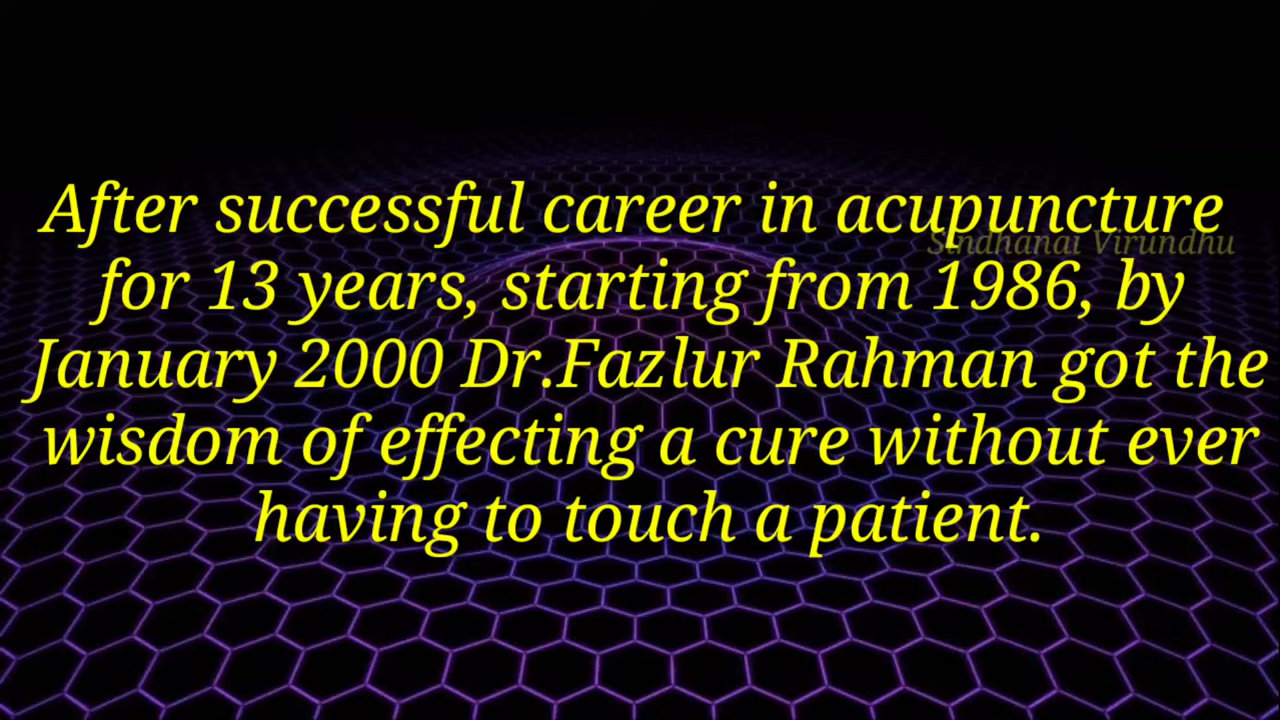 After successful career in acupuncture
Sindhanai Virundhu
for 13 years, starting from 1986, by
January 2000 Dr.Fazlur Rahman got the
wisdom of effecting a cure without ever
having to touch a patient.